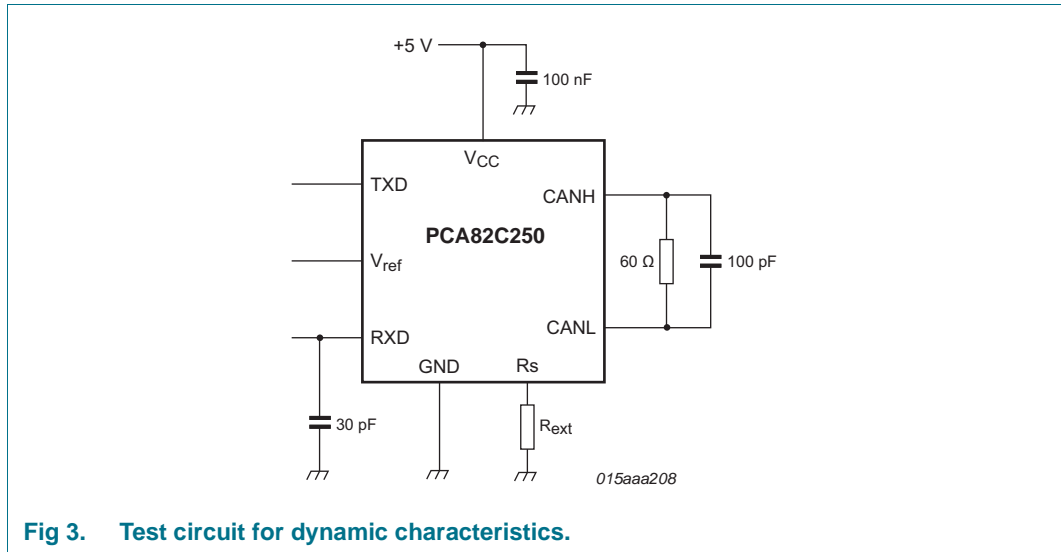 +5 V
100 nF
VCC
TXD
CANH
PCA82C250
60 Ω
100 pF
Vref
CANL
RXD
GND
Rs
30 pF
Rext
015aaa208
Fig 3. Test circuit for dynamic characteristics.